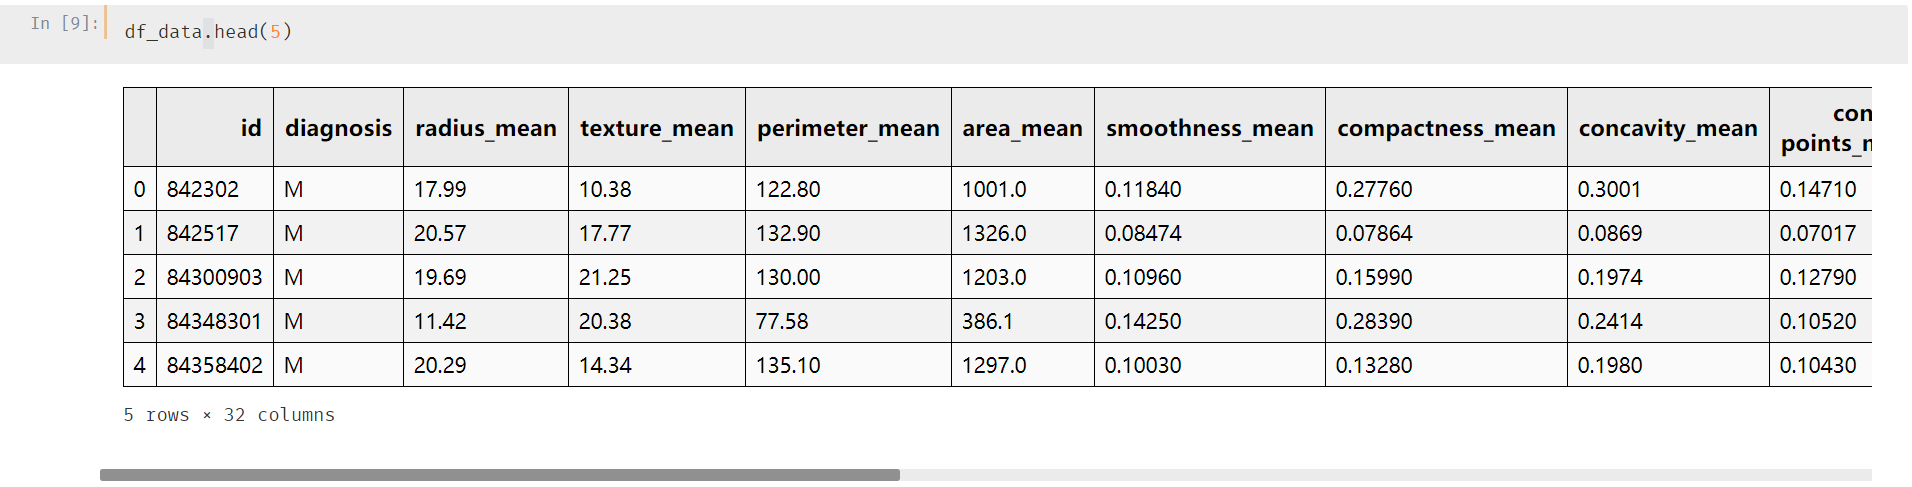 In [9]: df_data.head(5)
id diagnosis radius_mean texture_mean perimeter_mean area_mean smoothness_mean compactness_mean concavity_mean con
points_n
0 842302 M 17.99 10.38 122.80 1001.0 0.11840 0.27760 0.3001 0.14710
1 842517 M 20.57 17.77 132.90 1326.0 0.08474 0.07864 0.0869 0.07017
2 84300903 M 19.69 21.25 130.00 1203.0 0.10960 0.15990 0.1974 0.12790
3 84348301 M 11.42 20.38 77.58 386.1 0.14250 0.28390 0.2414 0.10520
4 84358402 M 20.29 14.34 135.10 1297.0 0.10030 0.13280 0.1980 0.10430
5 rows × 32 columns